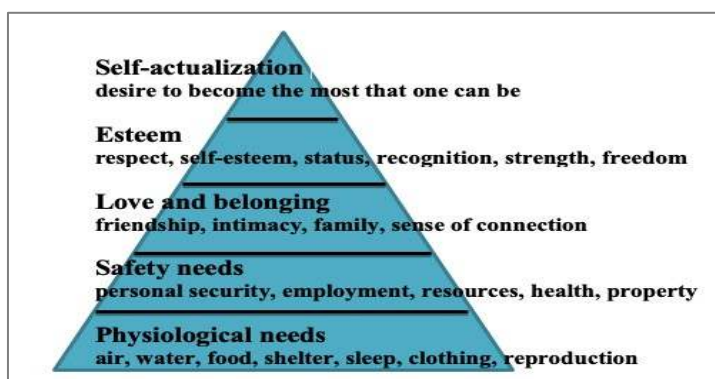 Self-actualization
desire to become the most that one can be
Esteem
respect, self-esteem, status, recognition, strength, freedom
Love and belonging
friendship, intimacy, family, sense of connection
Safety needs
personal security, employment, resources, health, property
Physiological needs
air, water, food, shelter, sleep, clothing, reproduction